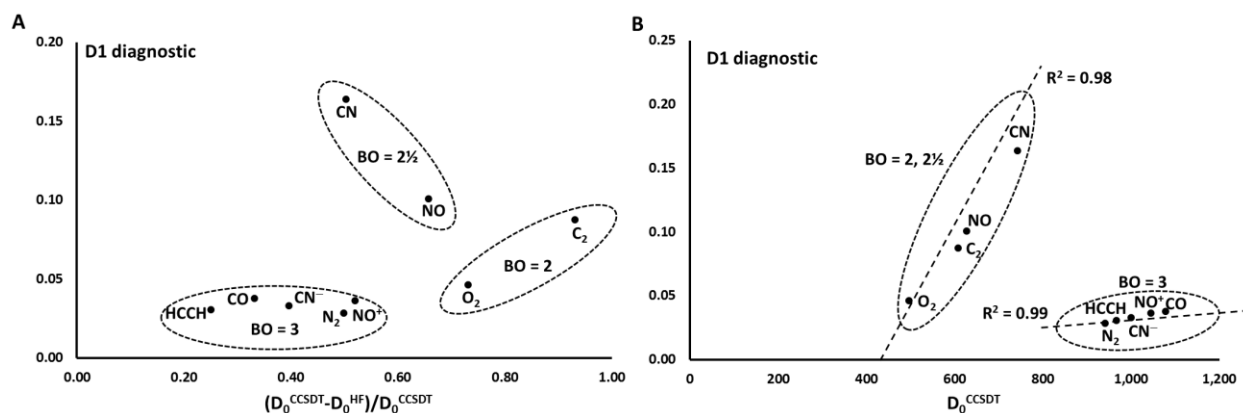 A
D1 diagnostic
0.20
0.15
0.10
0.05
0.00
CN
BO = 2½
NO
C₂
BO = 2
O₂
HCCH
CO
CN⁻
N₂
NO⁺
BO = 3
0.00 0.20 0.40 0.60 0.80 1.00
(D₀ᶜᶜˢᴰᵀ-D₀ᴴᶠ)/D₀ᶜᶜˢᴰᵀ
B
D1 diagnostic
0.25
0.20
0.15
0.10
0.05
0.00
R² = 0.98
CN
BO = 2, 2½
NO
C₂
O₂
BO = 3
HCCH
NO⁺
CO
R² = 0.99
N₂
CN⁻
0 200 400 600 800 1,000 1,200
D₀ᶜᶜˢᴰᵀ